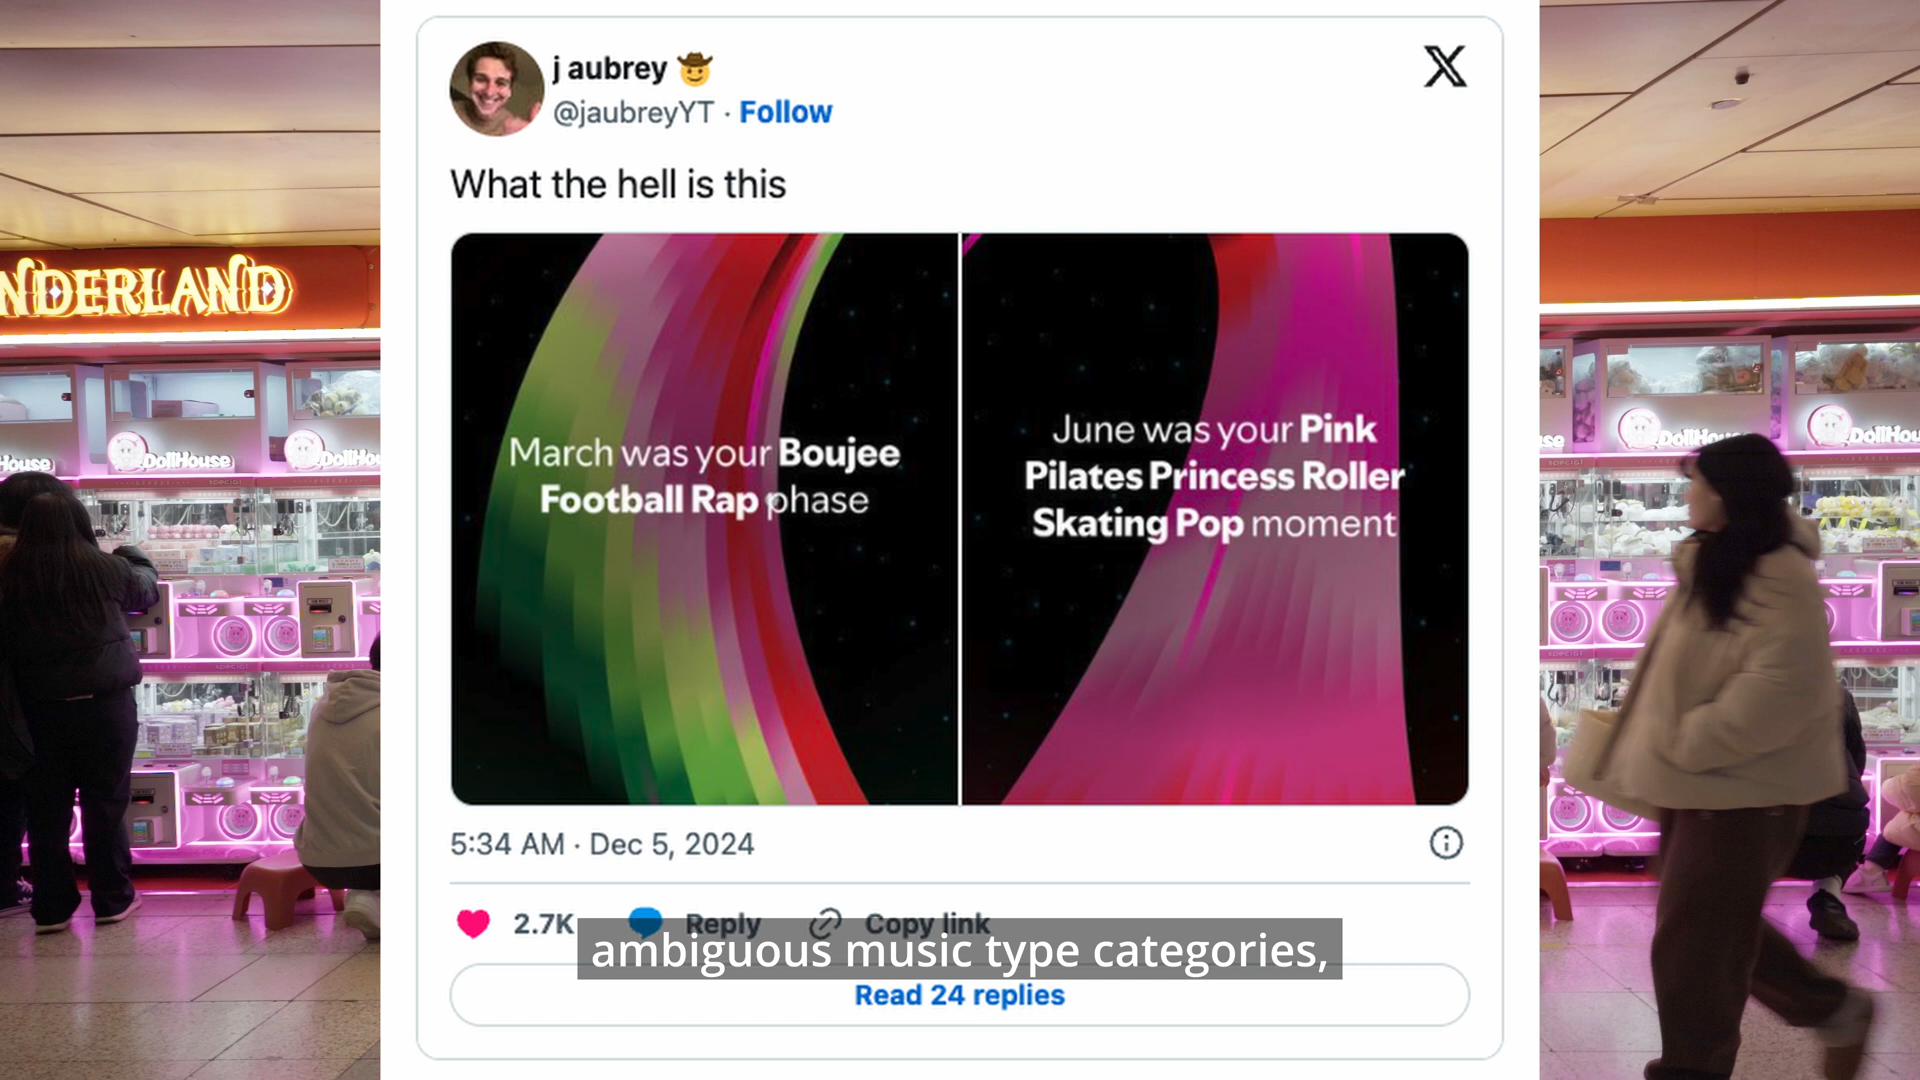 j aubrey 🤠
@jaubreyYT · Follow
What the hell is this
March was your Boujee
Football Rap phase
June was your Pink
Pilates Princess Roller
Skating Pop moment
5:34 AM · Dec 5, 2024
2.7K Reply Copy link
ambiguous music type categories,
Read 24 replies
NDERLAND
House
DollHouse
DollHou
DollHouse
DollHou